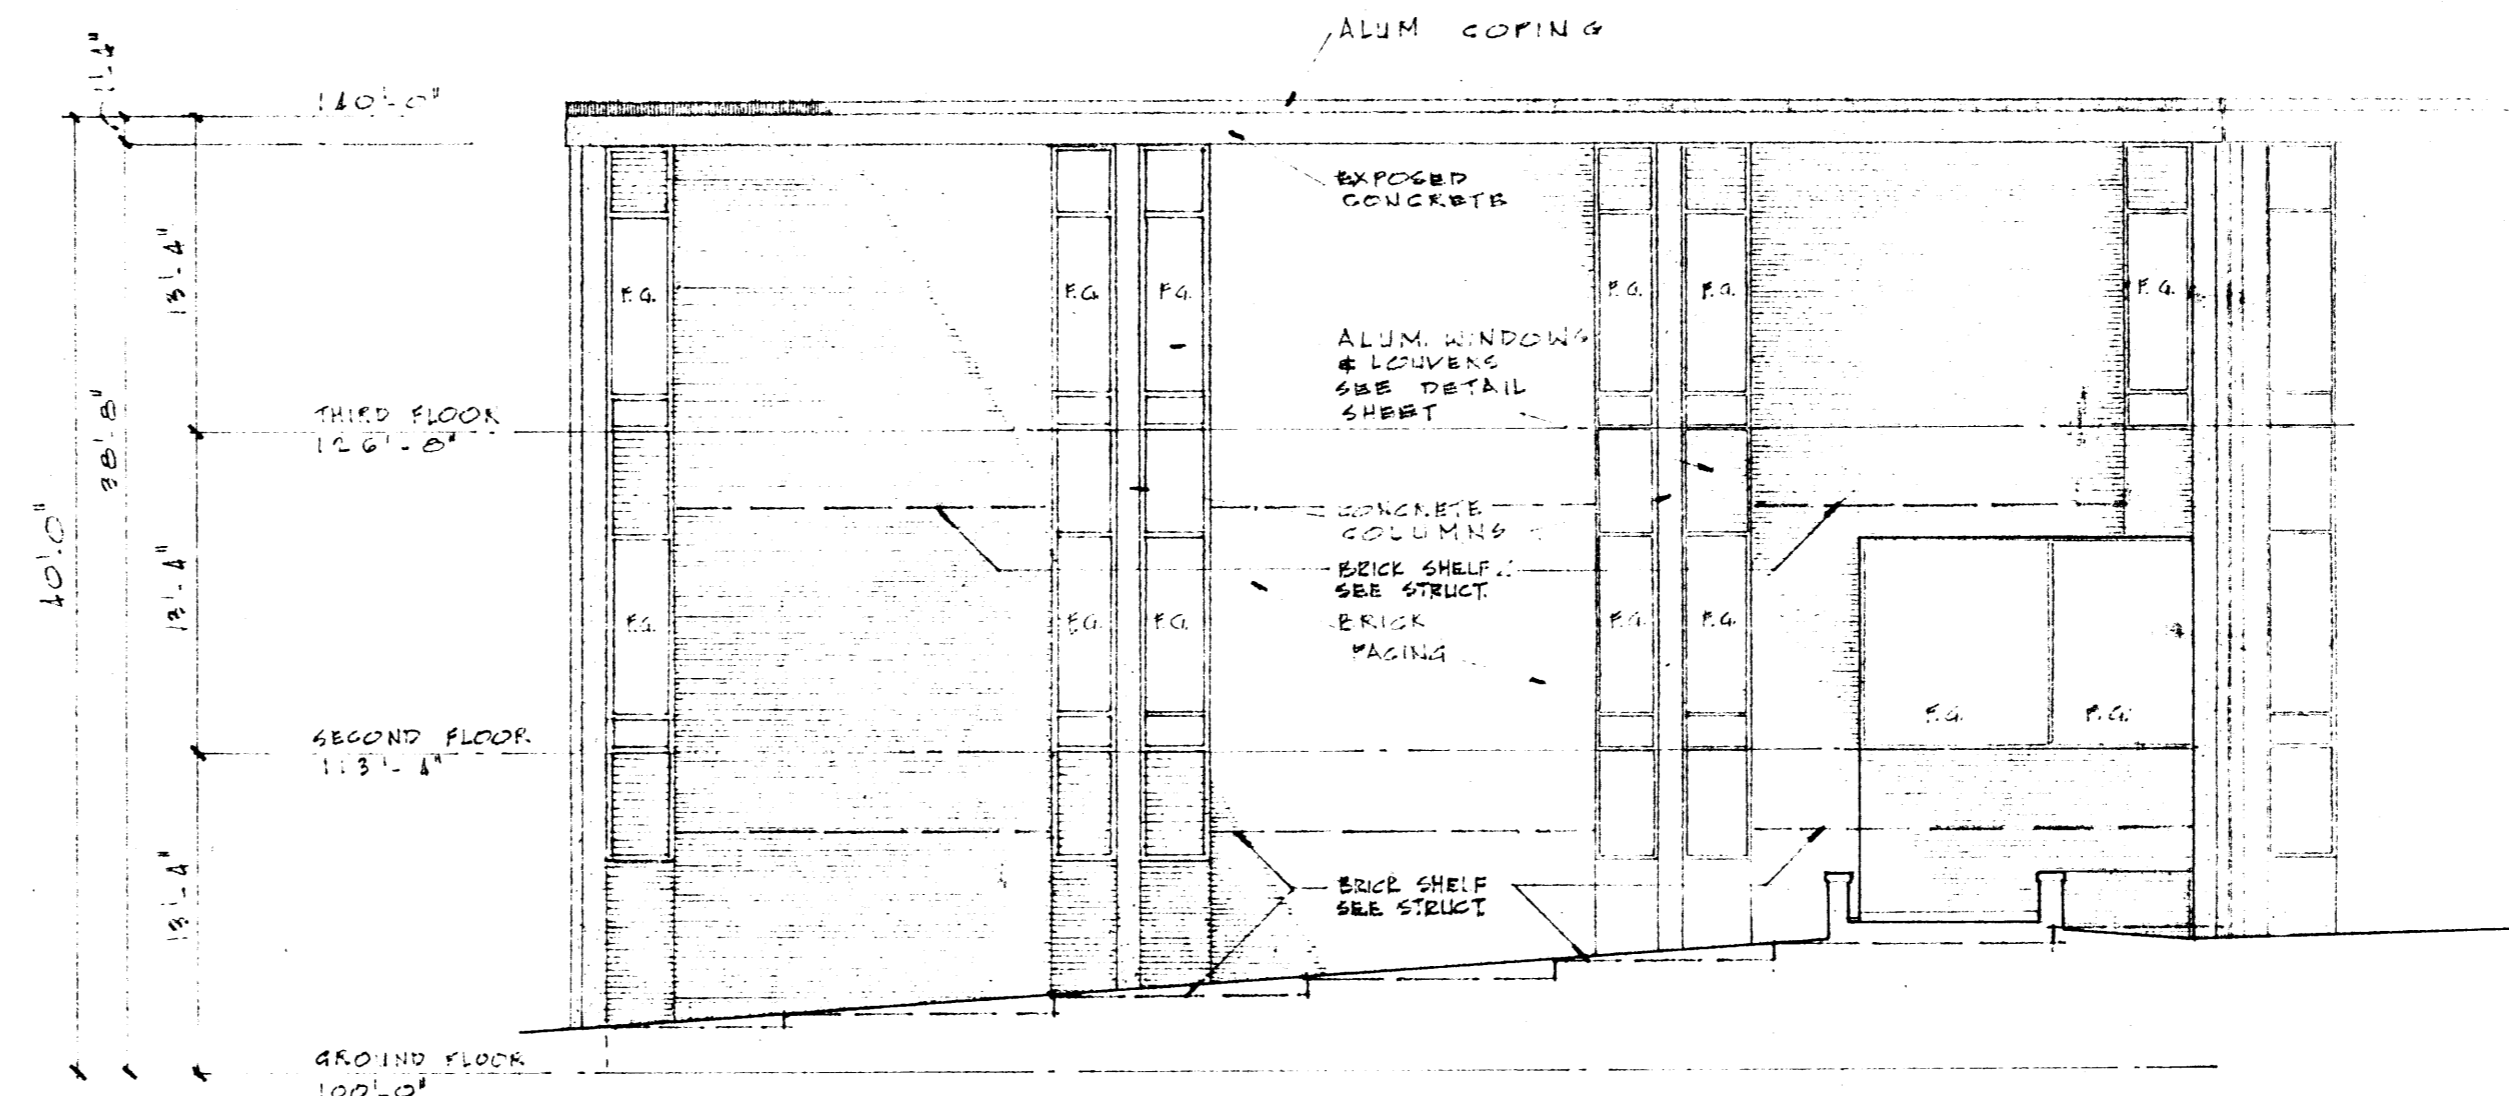 ALUM COPING
1'-4"
140'-0"
EXPOSED
CONCRETE
13'-4"
F.G.
F.G.
F.G.
F.G.
F.G.
F.G.
ALUM. WINDOWS
& LOUVERS
SEE DETAIL
SHEET
THIRD FLOOR
126'-8"
38'-8"
40'-0"
CONCRETE
COLUMNS
13'-4"
BRICK SHELF
SEE STRUCT.
BRICK
FACING
F.G.
F.G.
F.G.
F.G.
F.G.
F.G.
F.G.
SECOND FLOOR
113'-4"
13'-4"
BRICK SHELF
SEE STRUCT
GROUND FLOOR
100'-0"